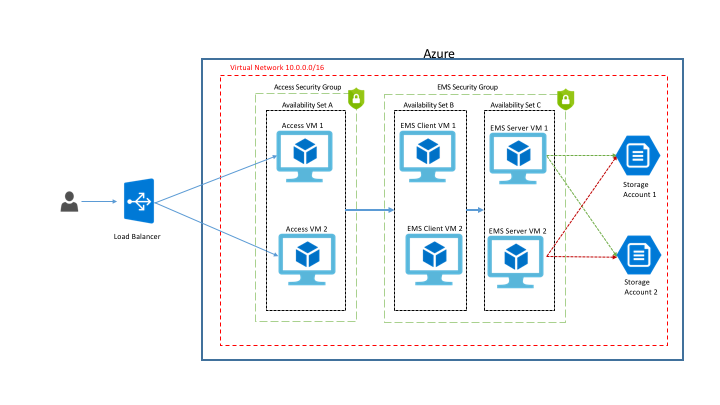 Azure
Virtual Network 10.0.0.0/16
Access Security Group
EMS Security Group
Availability Set A
Availability Set B
Availability Set C
Access VM 1
EMS Client VM 1
EMS Server VM 1
Storage
Account 1
Load Balancer
Access VM 2
EMS Client VM 2
EMS Server VM 2
Storage
Account 2